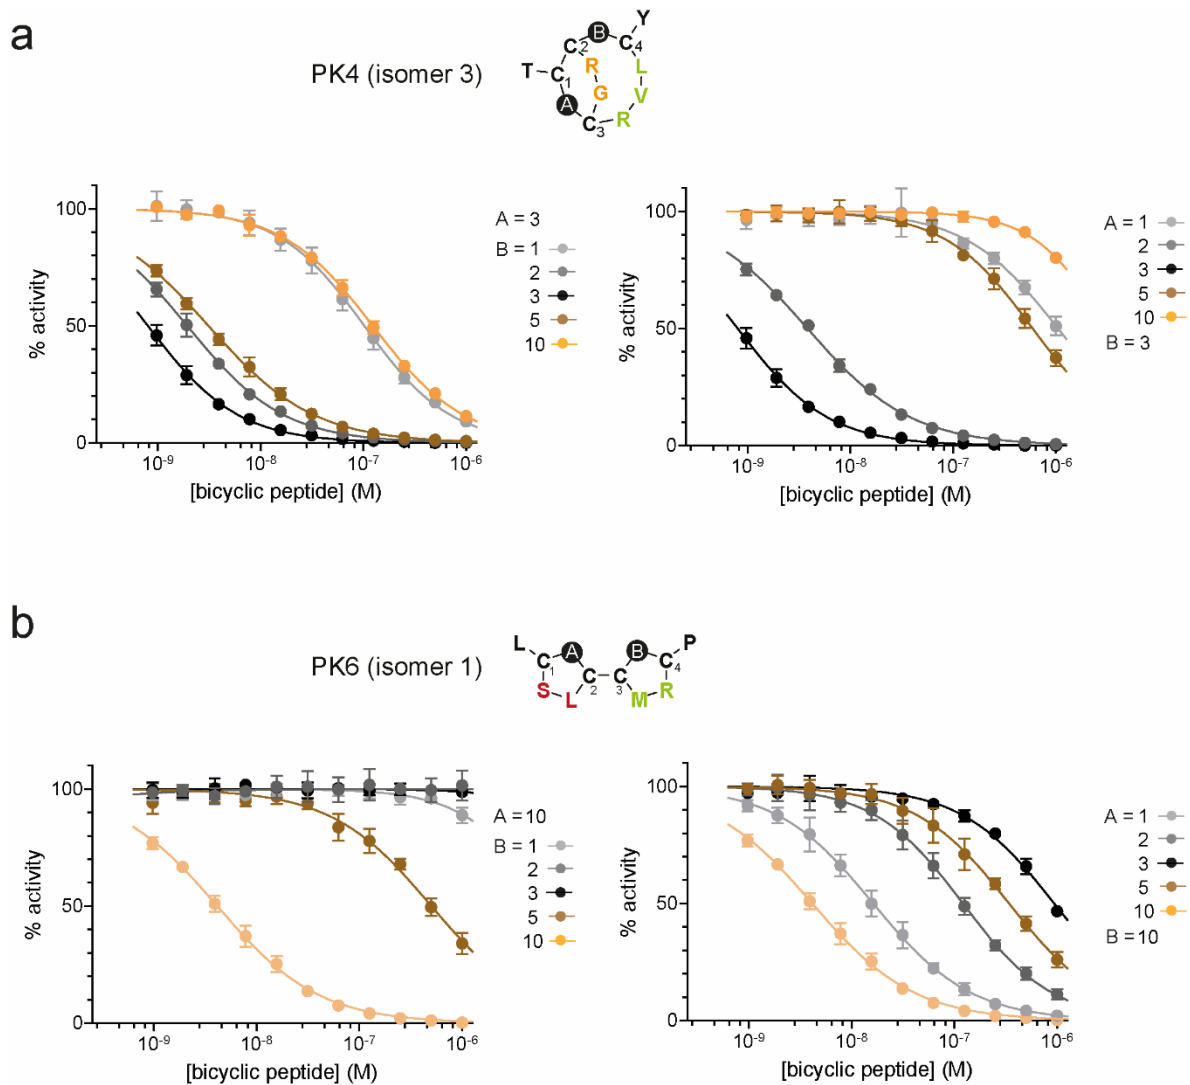 a
PK4 (isomer 3)
Y
B
C2
C4
T
C1
R
L
G
V
A
C3
R
% activity
100
50
0
10-9
10-8
10-7
10-6
[bicyclic peptide] (M)
A = 3
B = 1
2
3
5
10
% activity
100
50
0
10-9
10-8
10-7
10-6
[bicyclic peptide] (M)
A = 1
2
3
5
10
B = 3
b
PK6 (isomer 1)
L
A
B
P
C1
C2
C3
C4
S
L
M
R
% activity
100
50
0
10-9
10-8
10-7
10-6
[bicyclic peptide] (M)
A = 10
B = 1
2
3
5
10
% activity
100
50
0
10-9
10-8
10-7
10-6
[bicyclic peptide] (M)
A = 1
2
3
5
10
B = 10